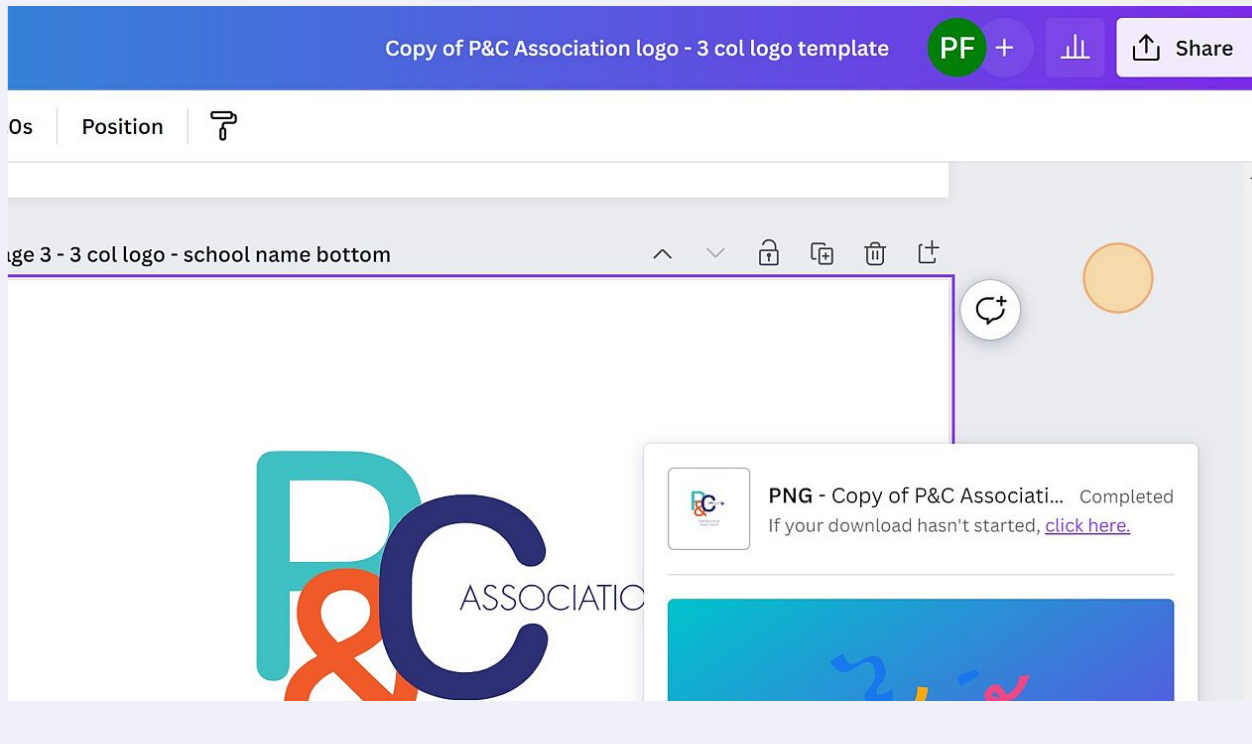 Copy of P&C Association logo - 3 col logo template
PF
+
Share
.0s
Position
age 3 - 3 col logo - school name bottom
P&C
ASSOCIATIO
P&C
PNG - Copy of P&C Associati... Completed
If your download hasn't started, click here.